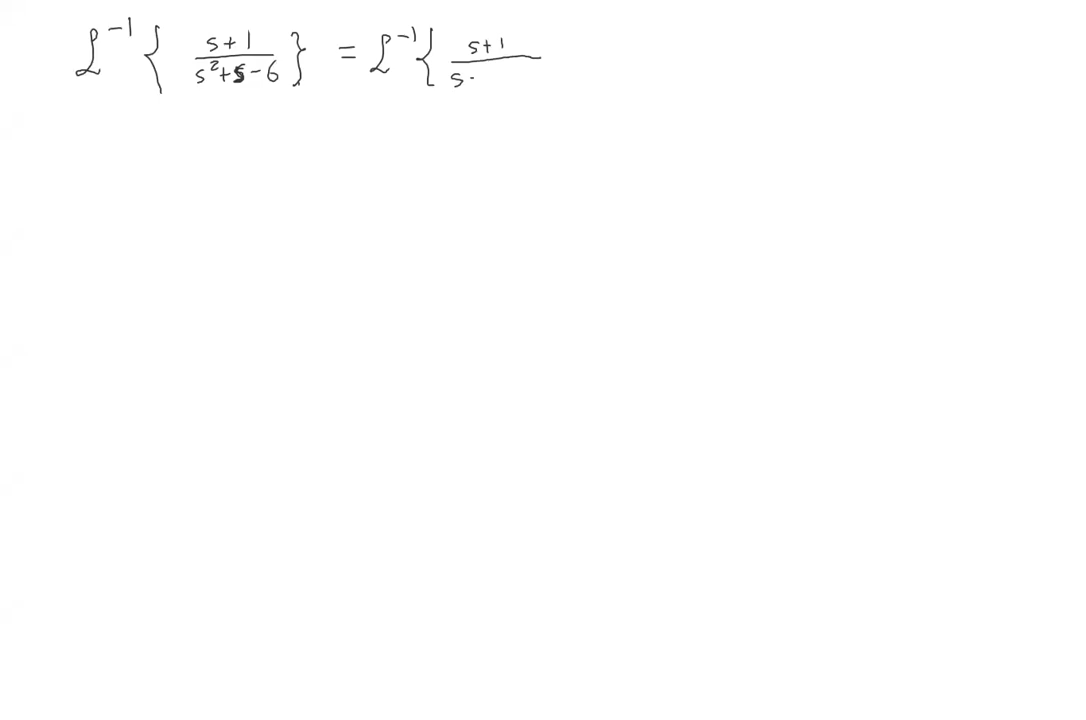 ℒ⁻¹ { (s+1)/(s²+s-6) } = ℒ⁻¹ { (s+1)/(s·